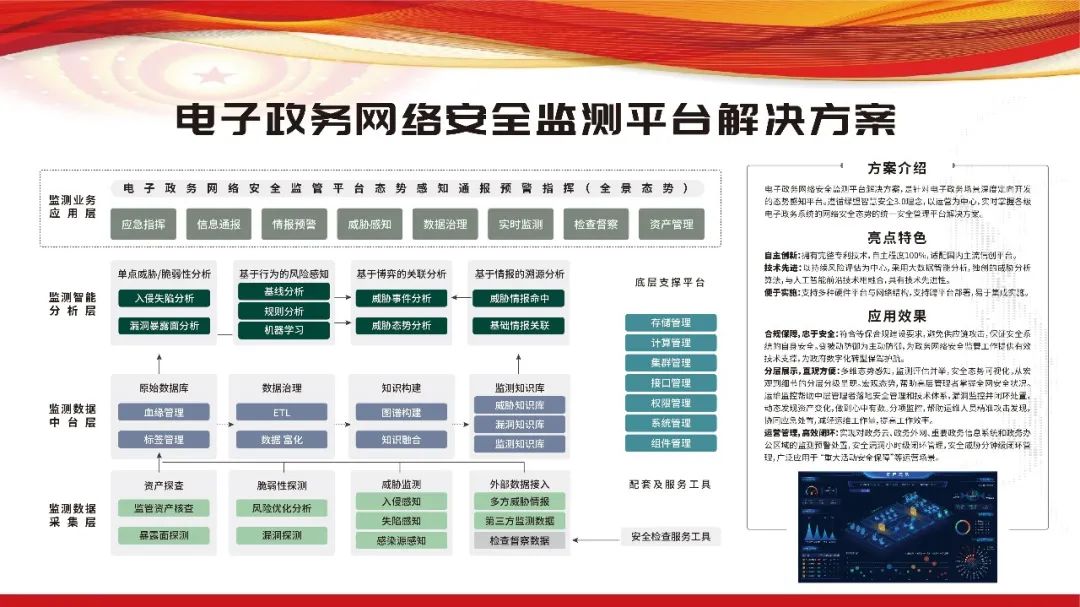 电子政务网络安全监测平台解决方案
监测业务
应用层
电子政务网络安全监管平台态势感知通报预警指挥(全景态势)
应急指挥 信息通报 情报预警 威胁感知 数据治理 实时监测 检查督察 资产管理
监测智能
分析层
单点威胁/脆弱性分析
入侵失陷分析
漏洞暴露面分析
基于行为的风险感知
基线分析
规则分析
机器学习
基于博弈的关联分析
威胁事件分析
威胁态势分析
基于情报的溯源分析
威胁情报命中
基础情报关联
监测数据
中台层
原始数据库
血缘管理
标签管理
数据治理
ETL
数据富化
知识构建
图谱构建
知识融合
监测知识库
威胁知识库
漏洞知识库
监测知识库
监测数据
采集层
资产探查
监管资产核查
暴露面探测
脆弱性探测
风险优化分析
漏洞探测
威胁监测
入侵感知
失陷感知
感染源感知
外部数据接入
多方威胁情报
第三方监测数据
检查督察数据
底层支撑平台
存储管理
计算管理
集群管理
接口管理
权限管理
系统管理
组件管理
配套及服务工具
安全检查服务工具
方案介绍
电子政务网络安全监测平台解决方案,是针对电子政务场景深度定向开发
的态势感知平台。遵循绿盟智慧安全3.0理念,以运营为中心,实时掌握各级
电子政务系统的网络安全态势的统一安全管理平台解决方案。
亮点特色
自主创新:拥有完整专利技术,自主程度100%,适配国内主流信创平台。
技术先进:以持续风险评估为中心,采用大数据智能分析,独创的威胁分析
算法,与人工智能前沿技术相融合,具有技术先进性。
便于实施:支持多种硬件平台与网络结构,支持跨平台部署,易于集成实施。
应用效果
合规保障,忠于安全:符合等保合规建设要求,避免供应链攻击,保证安全系
统的自身安全。变被动防御为主动防御,为政务网络安全监管工作提供有效
技术支撑,为政府数字化转型保驾护航。
分层展示,直观方便:多维态势感知,监测评估并举,安全态势可视化,从宏
观到细节的分层分级呈现。宏观态势,帮助高层管理者掌握全网安全状况。
运维监控帮助中层管理者落地安全管理和技术体系,漏洞监控并闭环处置,
动态发现资产变化,做到心中有数。分项监控,帮助运维人员精准攻击发现,
协同应急处置,减轻运维工作量,提高工作效率。
运营管理,高效闭环:实现对政务云、政务外网、重要政务信息系统和政务办
公区域的监测预警处置,安全漏洞小时级闭环管理,安全威胁分钟级闭环管
理,广泛应用于“重大活动安全保障”等运营场景。